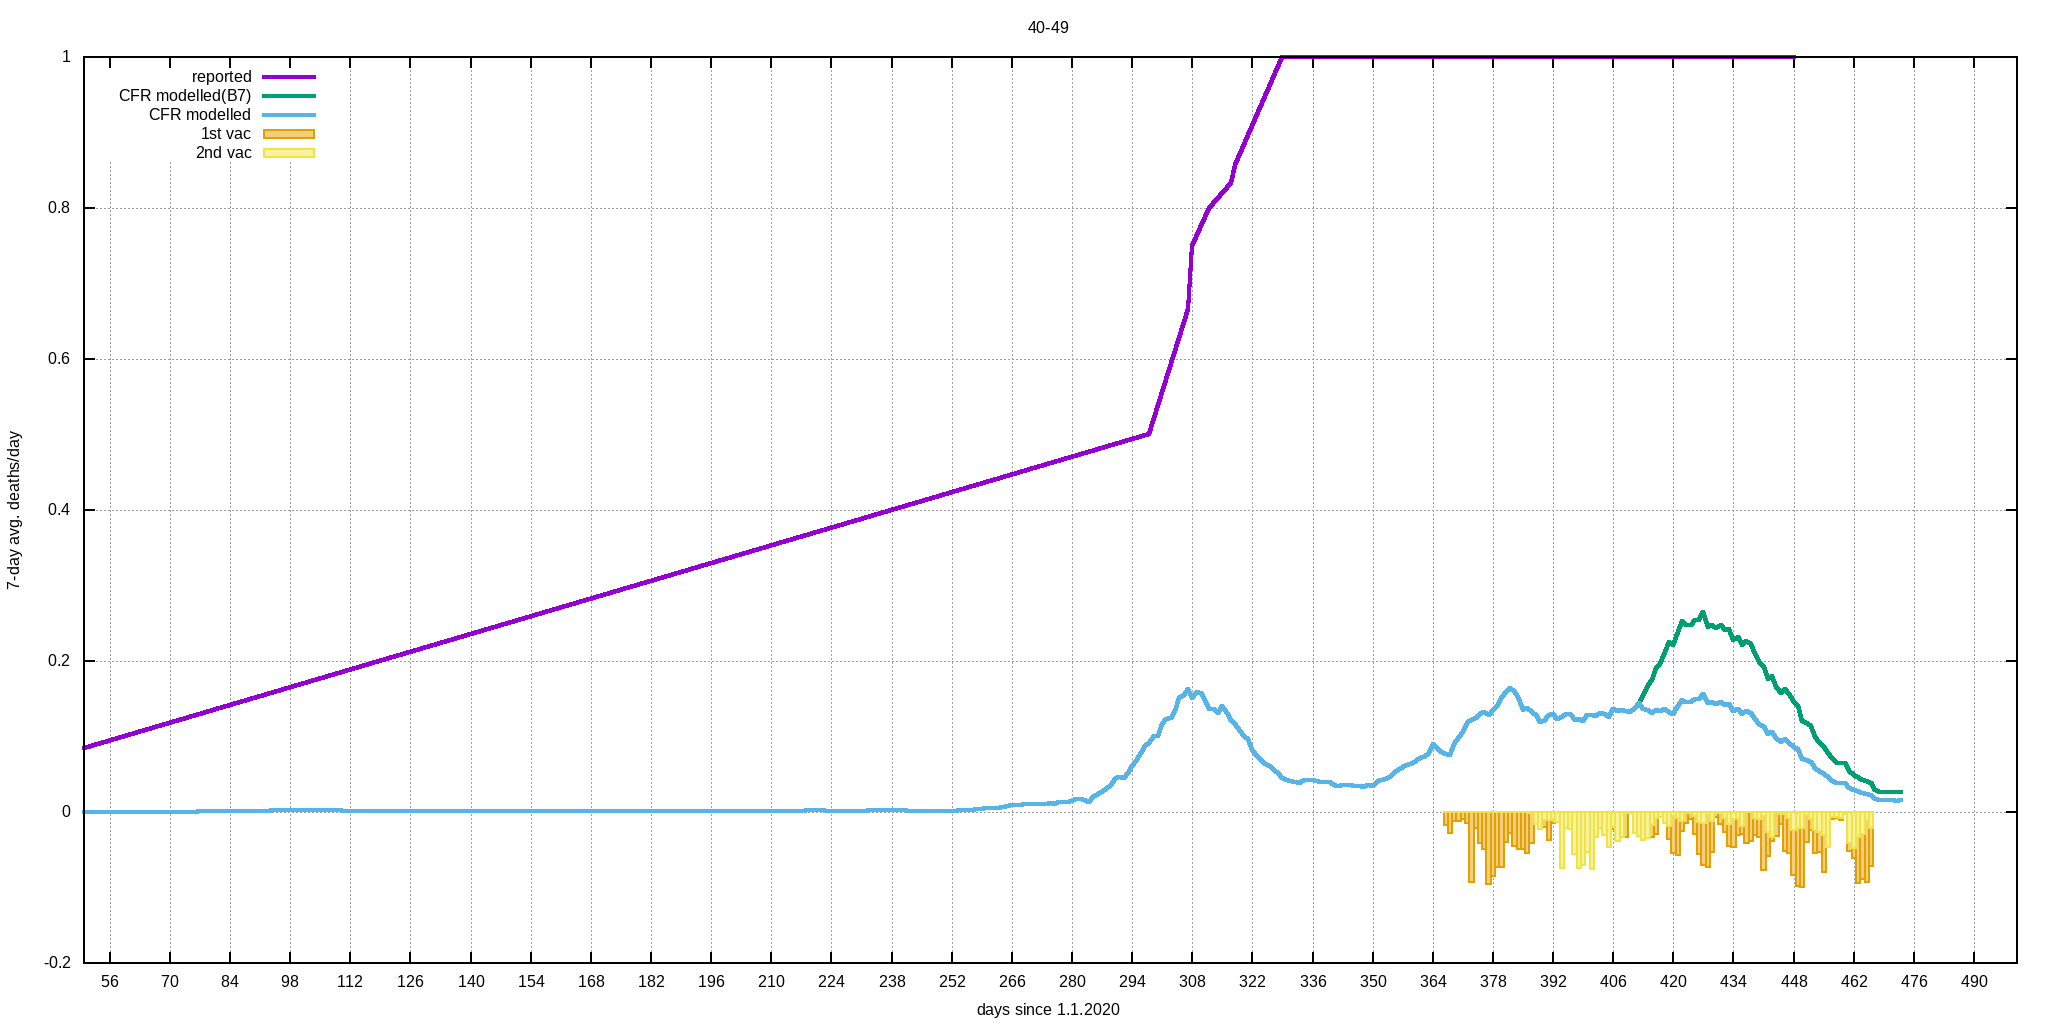 40-49
reported
CFR modelled(B7)
CFR modelled
1st vac
2nd vac
7-day avg. deaths/day
1
0.8
0.6
0.4
0.2
0
-0.2
56 70 84 98 112 126 140 154 168 182 196 210 224 238 252 266 280 294 308 322 336 350 364 378 392 406 420 434 448 462 476 490
days since 1.1.2020